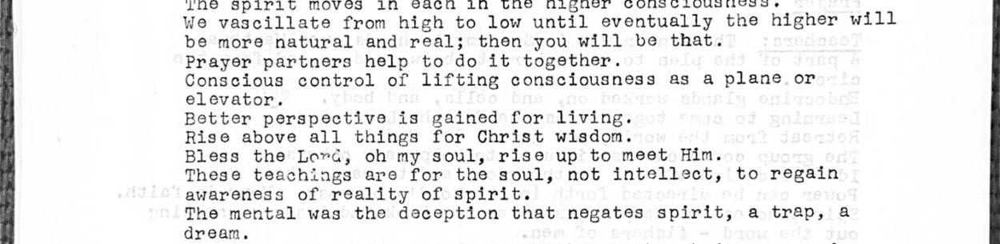 The spirit moves in each in the higher consciousness.
We vascillate from high to low until eventually the higher will
be more natural and real; then you will be that.
Prayer partners help to do it together.
Conscious control of lifting consciousness as a plane or
elevator.
Better perspective is gained for living.
Rise above all things for Christ wisdom.
Bless the Lord, oh my soul, rise up to meet Him.
These teachings are for the soul, not intellect, to regain
awareness of reality of spirit.
The mental was the deception that negates spirit, a trap, a
dream.